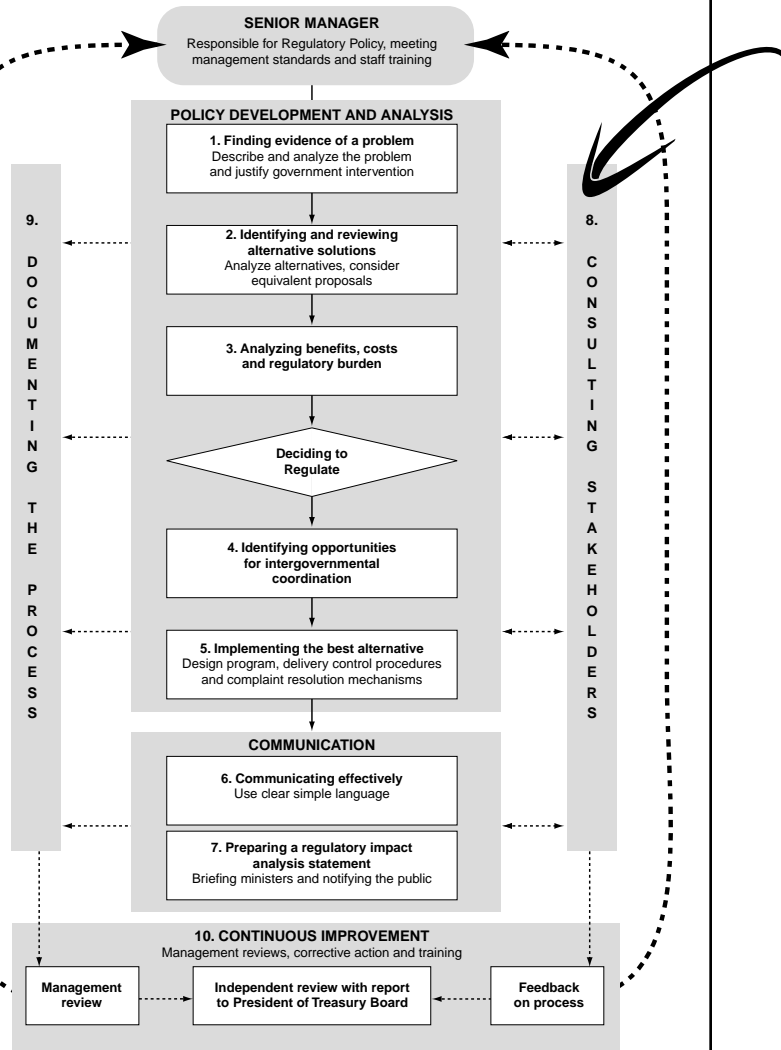 SENIOR MANAGER
Responsible for Regulatory Policy, meeting
management standards and staff training
POLICY DEVELOPMENT AND ANALYSIS
1. Finding evidence of a problem
Describe and analyze the problem
and justify government intervention
2. Identifying and reviewing
alternative solutions
Analyze alternatives, consider
equivalent proposals
3. Analyzing benefits, costs
and regulatory burden
Deciding to
Regulate
4. Identifying opportunities
for intergovernmental
coordination
5. Implementing the best alternative
Design program, delivery control procedures
and complaint resolution mechanisms
COMMUNICATION
6. Communicating effectively
Use clear simple language
7. Preparing a regulatory impact
analysis statement
Briefing ministers and notifying the public
8. CONSULTING STAKEHOLDERS
9. DOCUMENTING THE PROCESS
10. CONTINUOUS IMPROVEMENT
Management reviews, corrective action and training
Management
review
Independent review with report
to President of Treasury Board
Feedback
on process